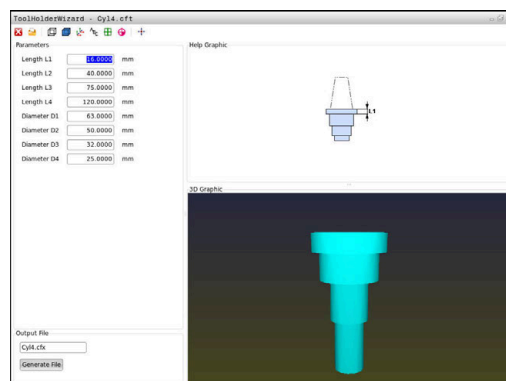 ToolHolderWizard - Cyl4.cft
Parameters
Length L1 16.0000 mm
Length L2 40.0000 mm
Length L3 75.0000 mm
Length L4 120.0000 mm
Diameter D1 63.0000 mm
Diameter D2 50.0000 mm
Diameter D3 32.0000 mm
Diameter D4 25.0000 mm
Output File
Cyl4.cfx
Generate File
Help Graphic
L1
3D Graphic